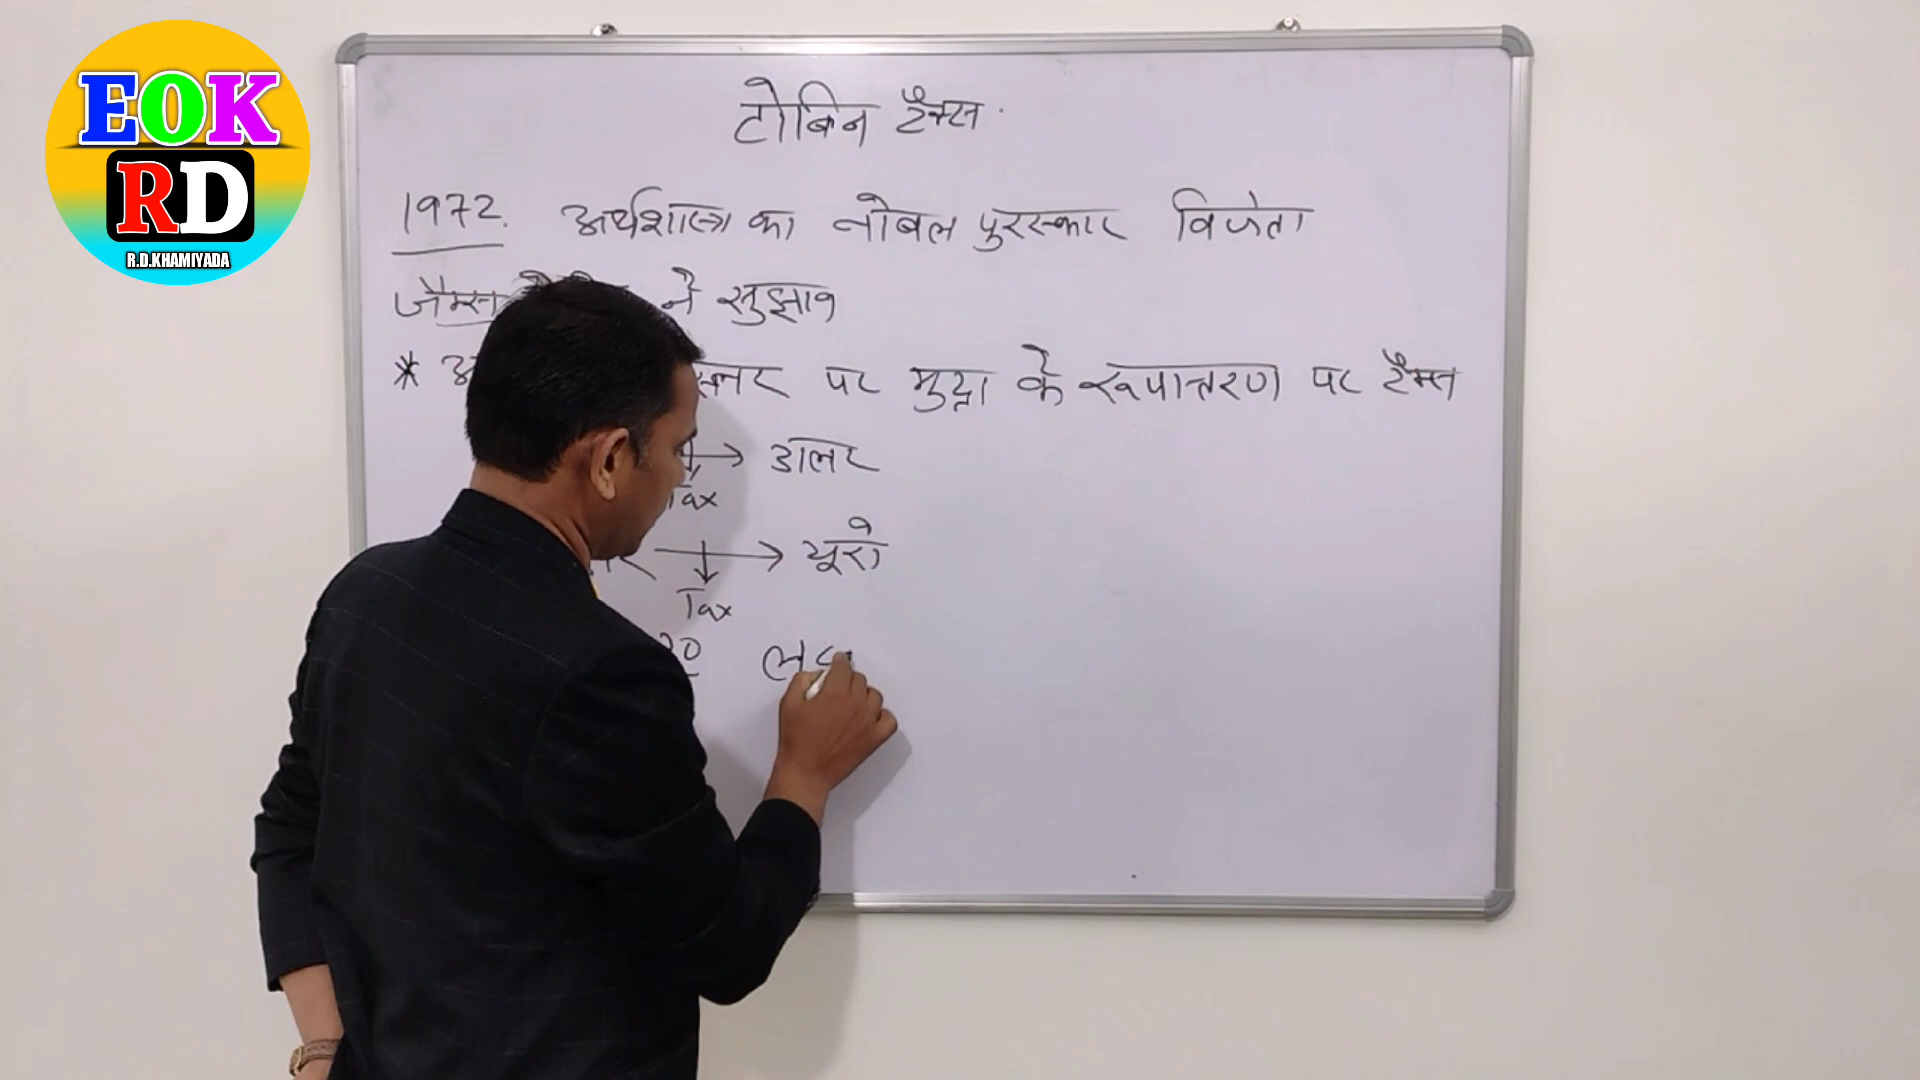 EOK
RD
R.D.KHAMIYADA
टोबिन टैक्स
1972. अर्थशास्त्र का नोबल पुरस्कार विजेता
जैम्स ने सुझाव
* पर मुद्रा के रूपान्तरण पर टैक्स
डालर
Tax
यूरो
Tax